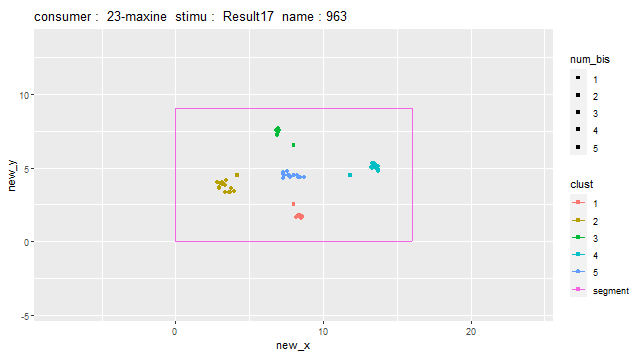 consumer : 23-maxine stimu : Result17 name : 963
new_y
10
5
0
-5
0
10
20
new_x
num_bis
1
2
3
4
5
clust
1
2
3
4
5
segment